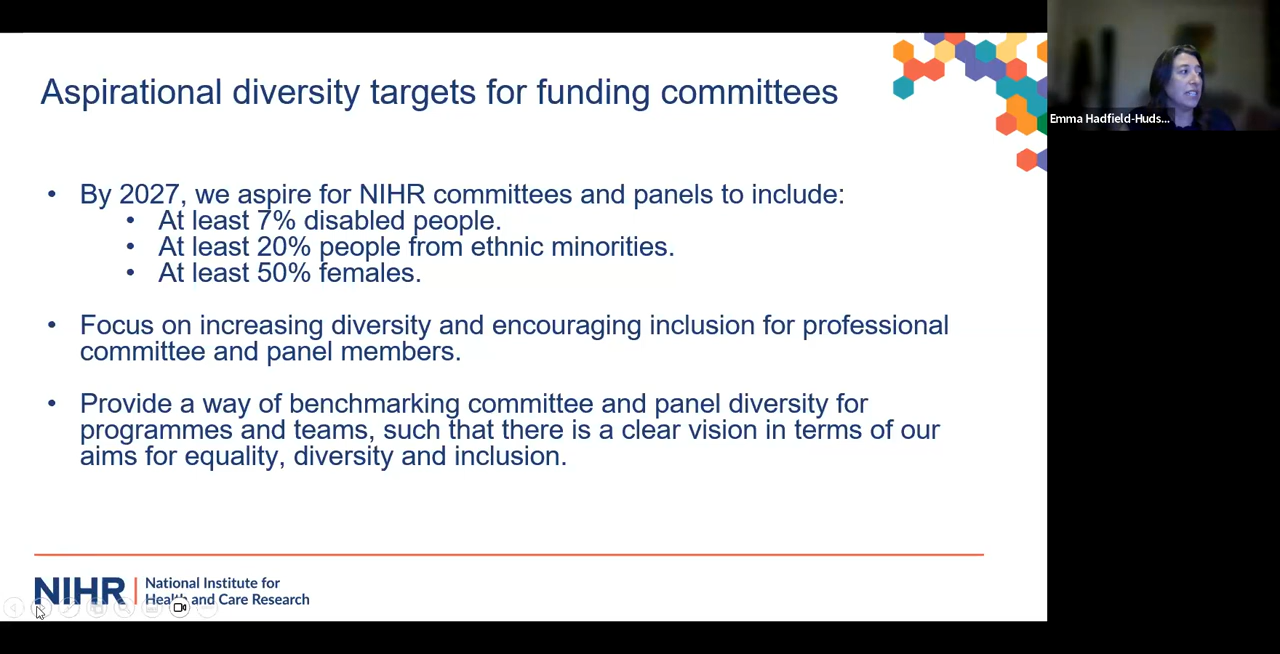 Aspirational diversity targets for funding committees
Emma Hadfield-Huds...
• By 2027, we aspire for NIHR committees and panels to include:
• At least 7% disabled people.
• At least 20% people from ethnic minorities.
• At least 50% females.
• Focus on increasing diversity and encouraging inclusion for professional
committee and panel members.
• Provide a way of benchmarking committee and panel diversity for
programmes and teams, such that there is a clear vision in terms of our
aims for equality, diversity and inclusion.
NIHR | National Institute for
Health and Care Research